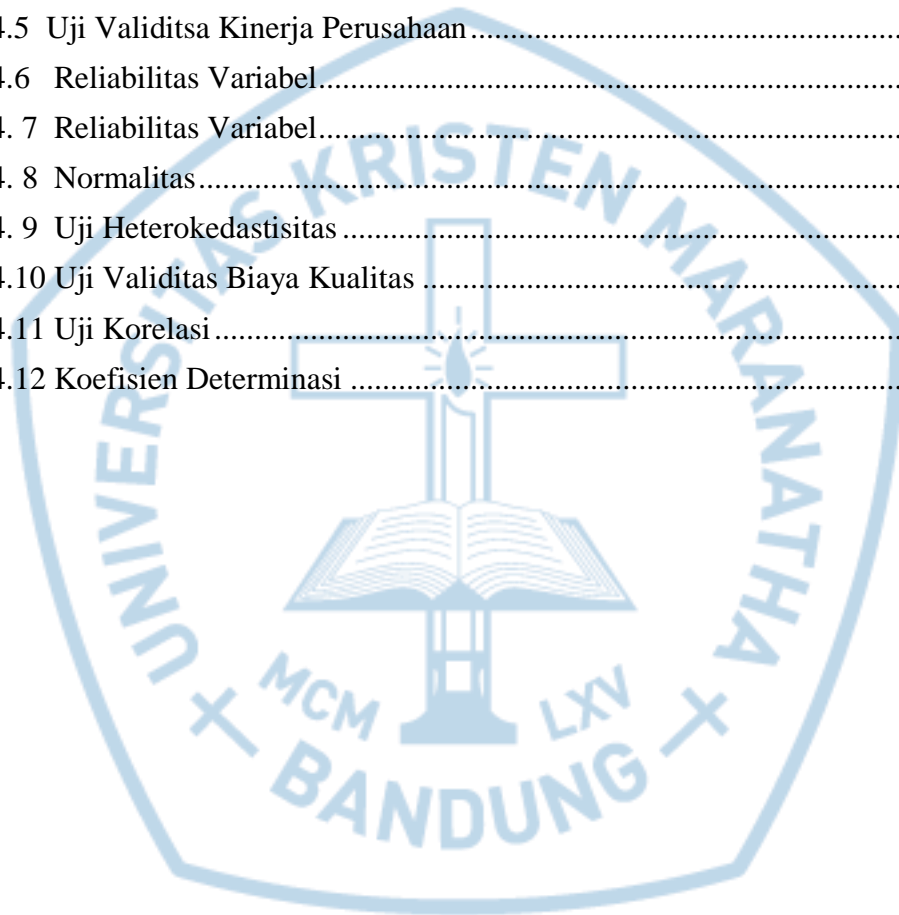 4.5 Uji Validitsa Kinerja Perusahaan........................................................
4.6 Reliabilitas Variabel........................................................................
4. 7 Reliabilitas Variabel........................................................................
4. 8 Normalitas........................................................................................
4. 9 Uji Heterokedastisitas ......................................................................
4.10 Uji Validitas Biaya Kualitas ............................................................
4.11 Uji Korelasi.....................................................................................
4.12 Koefisien Determinasi .....................................................................
UNIVERSITAS KRISTEN MARANATHA
MCM LXV
BANDUNG